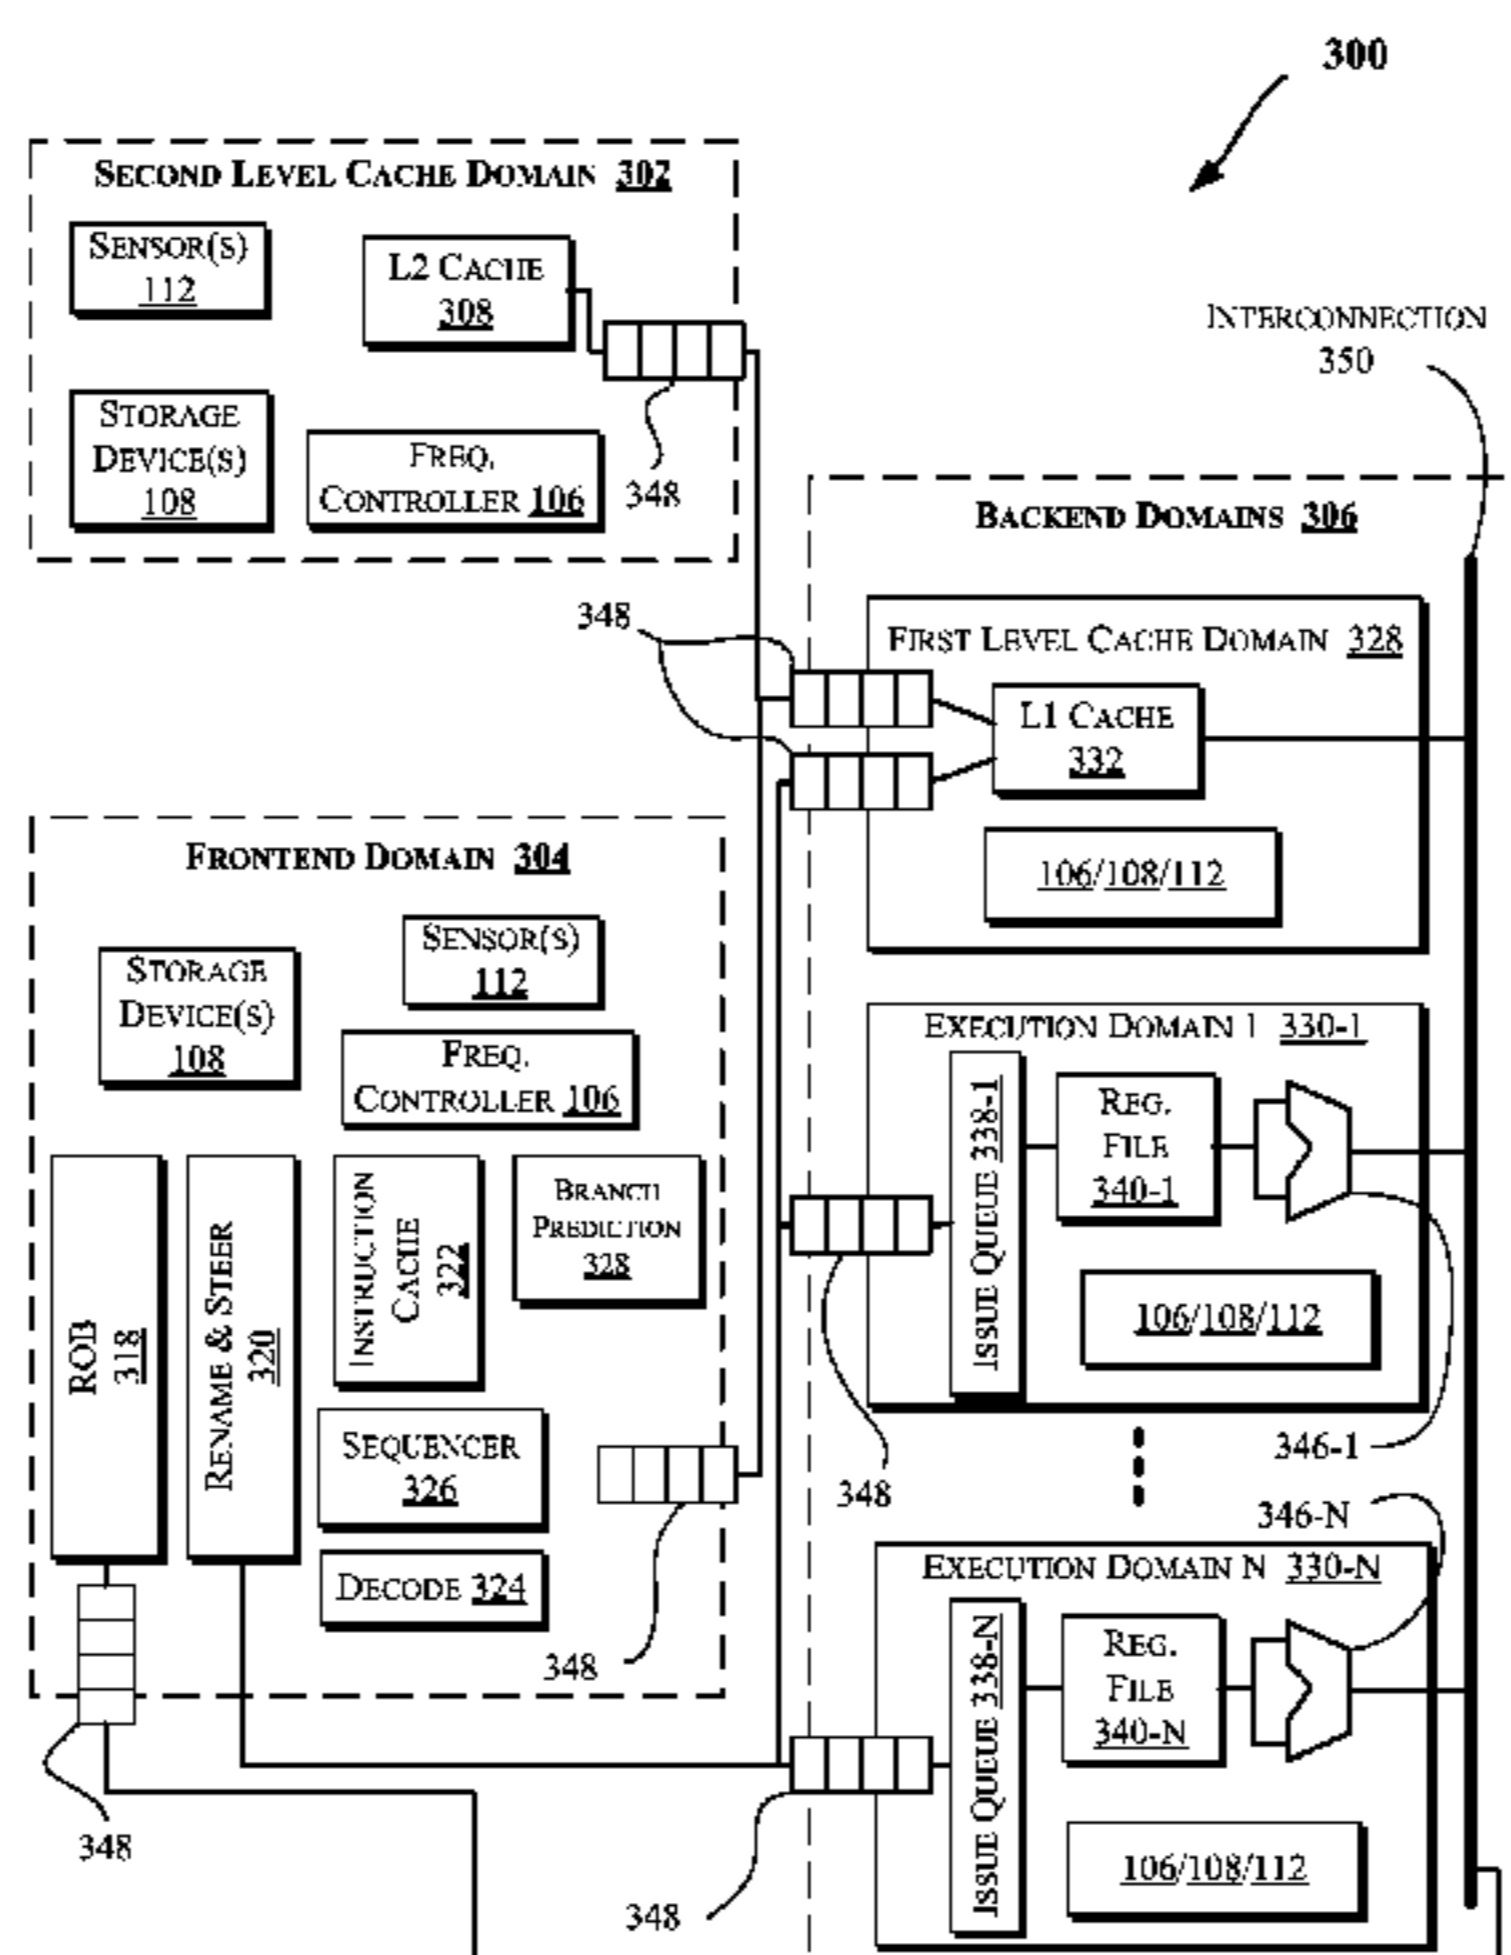 300
SECOND LEVEL CACHE DOMAIN 302
SENSOR(S)
112
L2 CACHE
308
STORAGE
DEVICE(S)
108
FREQ.
CONTROLLER 106
348
INTERCONNECTION
350
BACKEND DOMAINS 306
348
FIRST LEVEL CACHE DOMAIN 328
L1 CACHE
332
106/108/112
FRONTEND DOMAIN 304
SENSOR(S)
112
STORAGE
DEVICE(S)
108
FREQ.
CONTROLLER 106
ROB
318
RENAME & STEER
320
INSTRUCTION
CACHE
322
BRANCH
PREDICTION
328
SEQUENCER
326
DECODE 324
348
348
EXECUTION DOMAIN 1 330-1
ISSUE QUEUE 338-1
REG.
FILE
340-1
106/108/112
348
346-1
346-N
EXECUTION DOMAIN N 330-N
ISSUE QUEUE 338-N
REG.
FILE
340-N
106/108/112
348